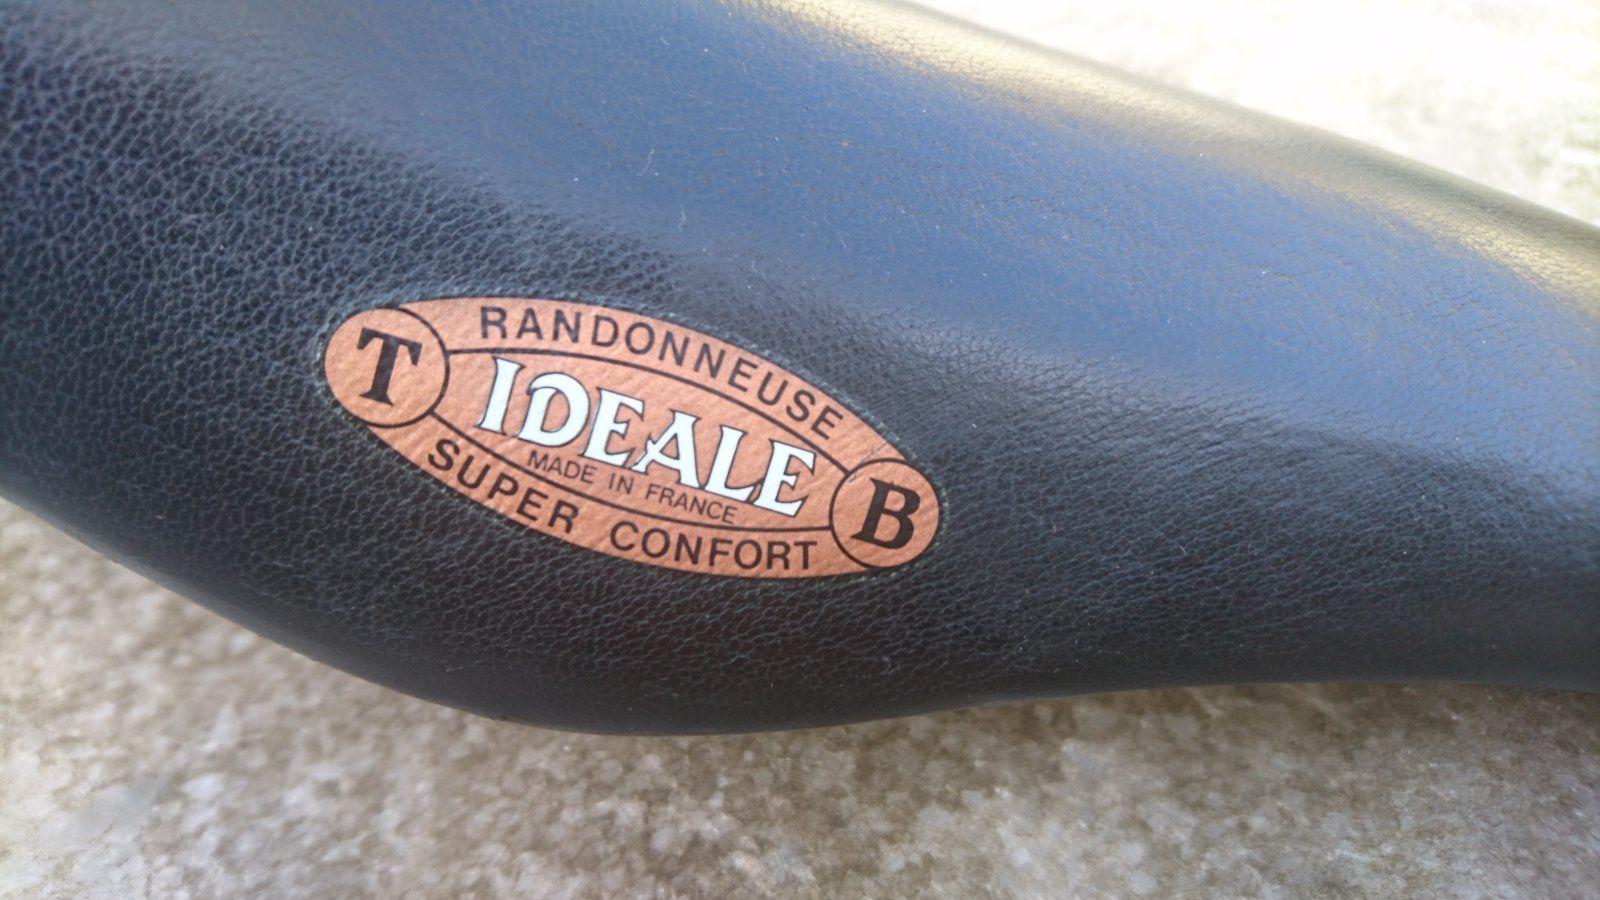 RANDONNEUSE
T IDEALE B
MADE IN FRANCE
SUPER CONFORT